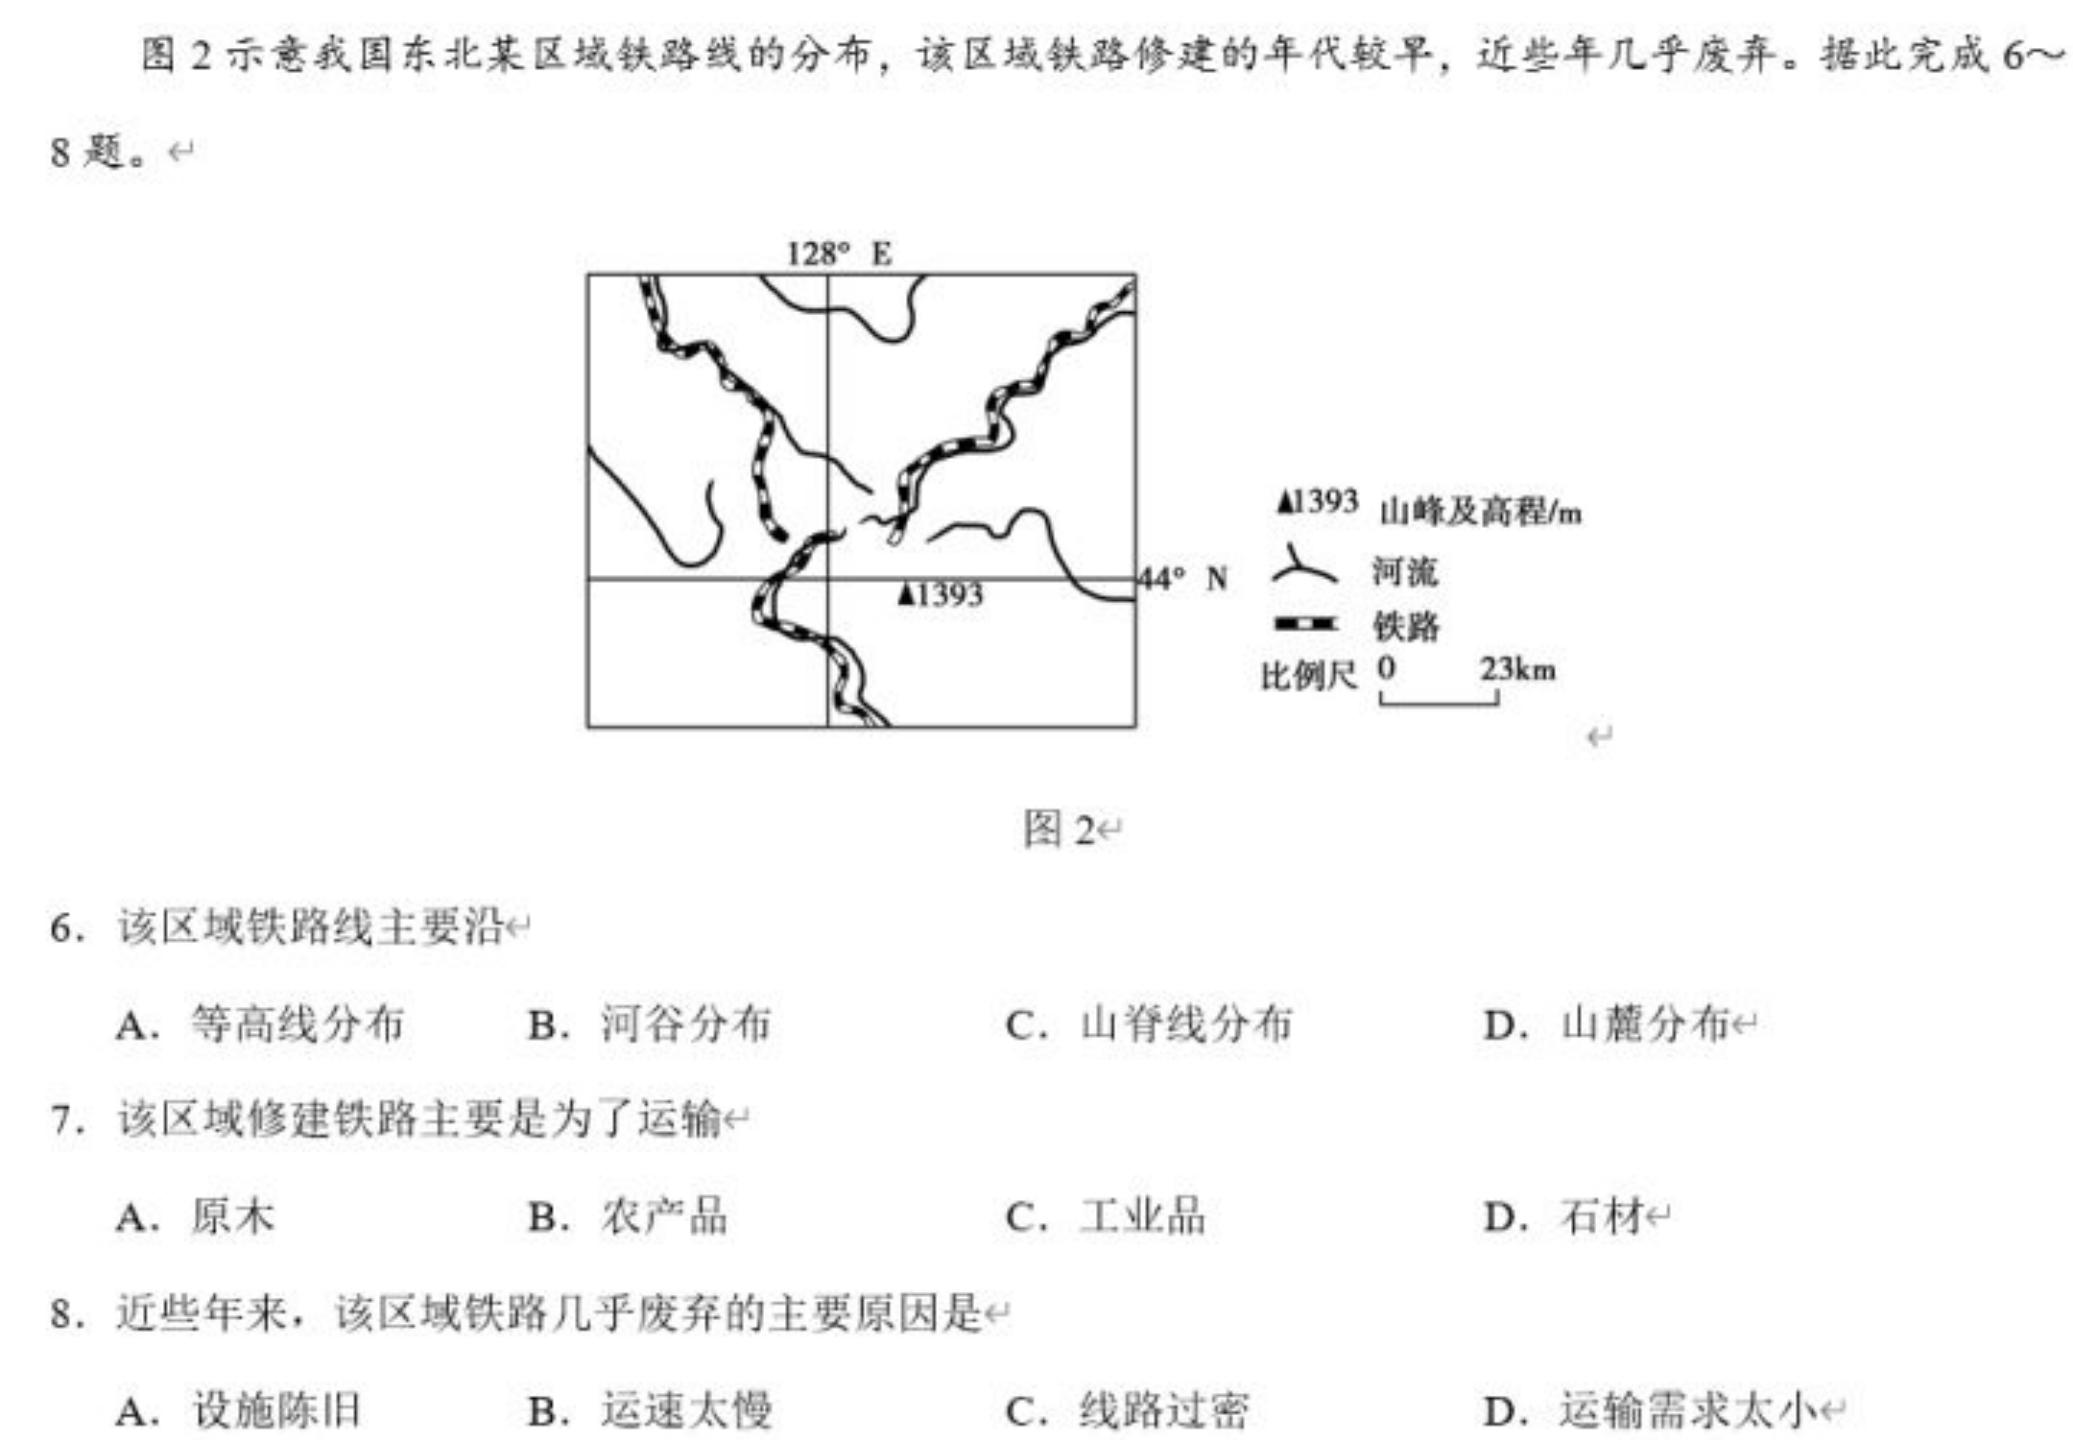 图 2 示意我国东北某区域铁路线的分布，该区域铁路修建的年代较早，近些年几乎废弃。据此完成 6～
8 题。↵
128° E
▲1393 山峰及高程/m
河流
44° N
▲1393
铁路
比例尺 0 23km
↵
图 2↵
6．该区域铁路线主要沿↵
A．等高线分布 B．河谷分布 C．山脊线分布 D．山麓分布↵
7．该区域修建铁路主要是为了运输↵
A．原木 B．农产品 C．工业品 D．石材↵
8．近些年来，该区域铁路几乎废弃的主要原因是↵
A．设施陈旧 B．运速太慢 C．线路过密 D．运输需求太小↵